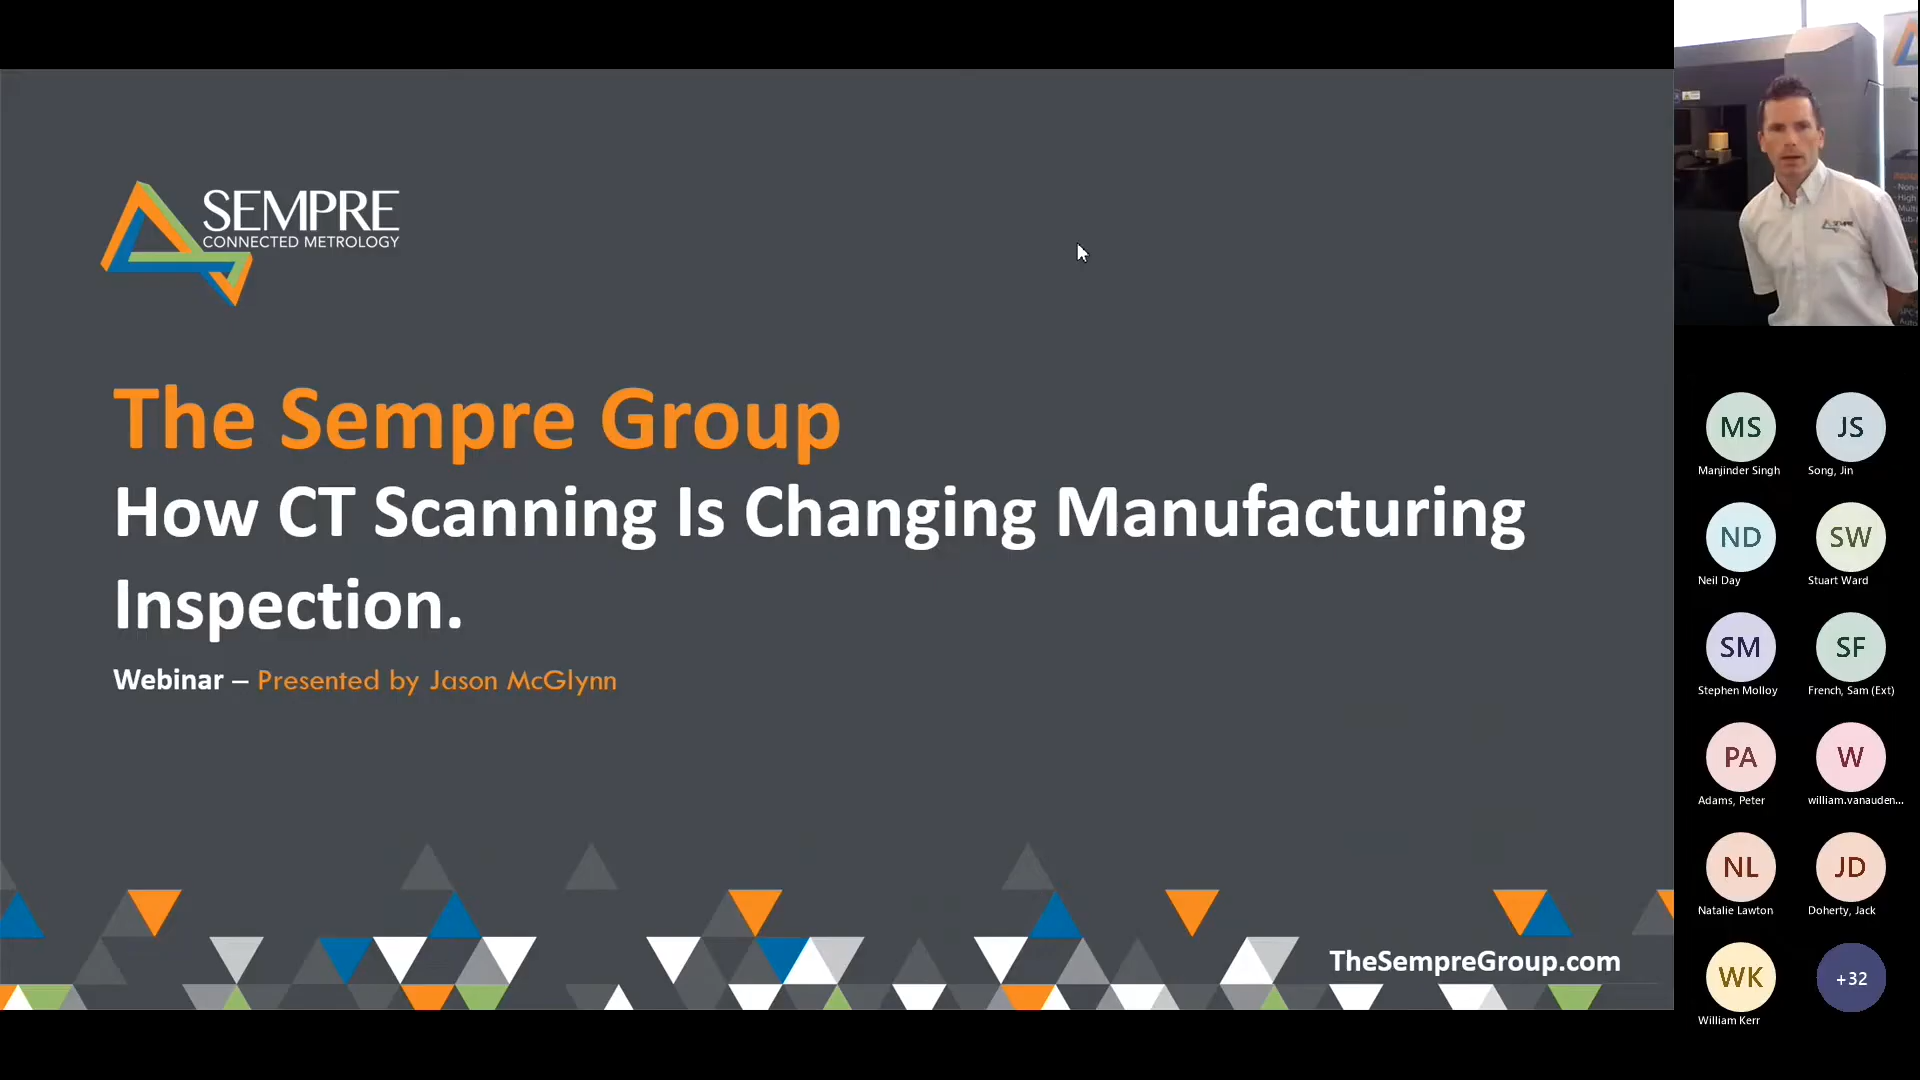 SEMPRE
CONNECTED METROLOGY
The Sempre Group
How CT Scanning Is Changing Manufacturing
Inspection.
Webinar – Presented by Jason McGlynn
TheSempreGroup.com
SEMPRE
MS
JS
Manjinder Singh
Song, Jin
ND
SW
Neil Day
Stuart Ward
SM
SF
Stephen Molloy
French, Sam (Ext)
PA
W
Adams, Peter
william.vanauden...
NL
JD
Natalie Lawton
Doherty, Jack
WK
+32
William Kerr